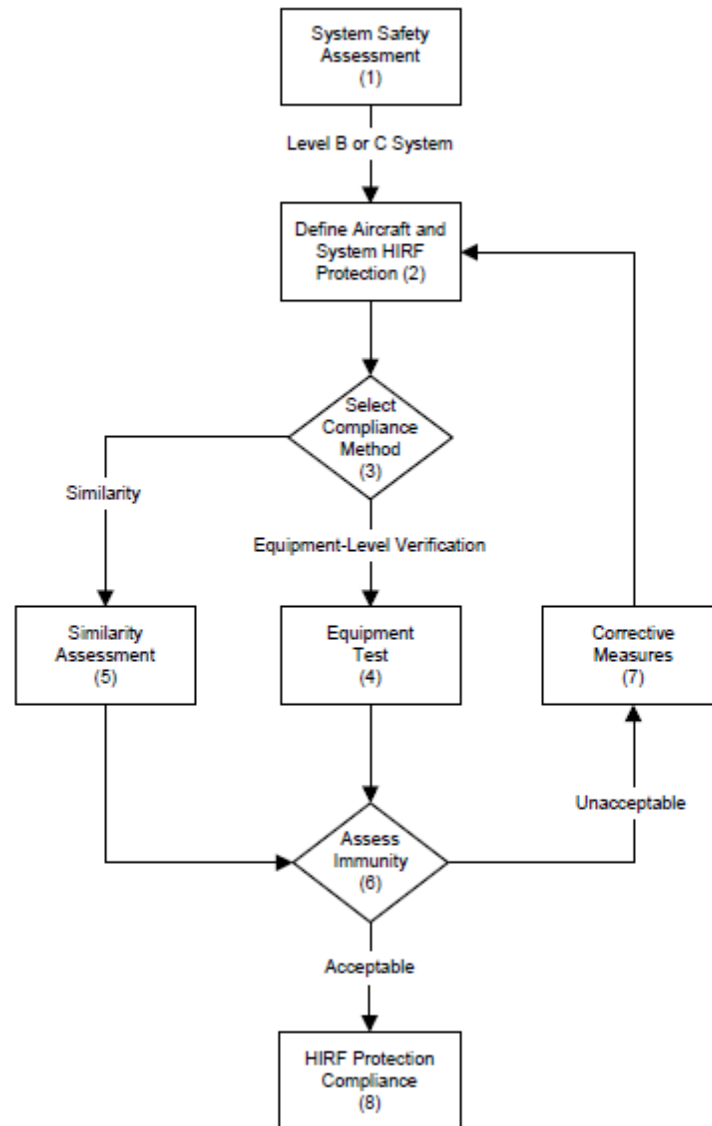 System Safety
Assessment
(1)
Level B or C System
Define Aircraft and
System HIRF
Protection (2)
Select
Compliance
Method
(3)
Similarity
Equipment-Level Verification
Similarity
Assessment
(5)
Equipment
Test
(4)
Corrective
Measures
(7)
Unacceptable
Assess
Immunity
(6)
Acceptable
HIRF Protection
Compliance
(8)